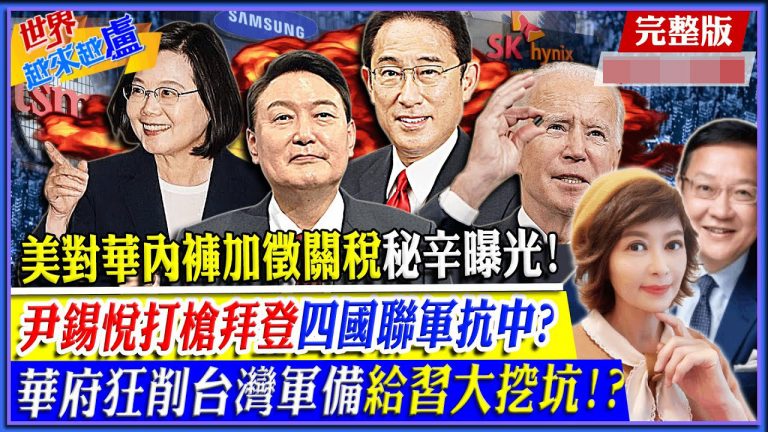 世界
越來越盧
SAMSUNG
SK hynix
完整版
tsm
美對華內褲加徵關稅秘辛曝光!
尹錫悅打槍拜登四國聯軍抗中?
華府狂削台灣軍備給習大挖坑!?